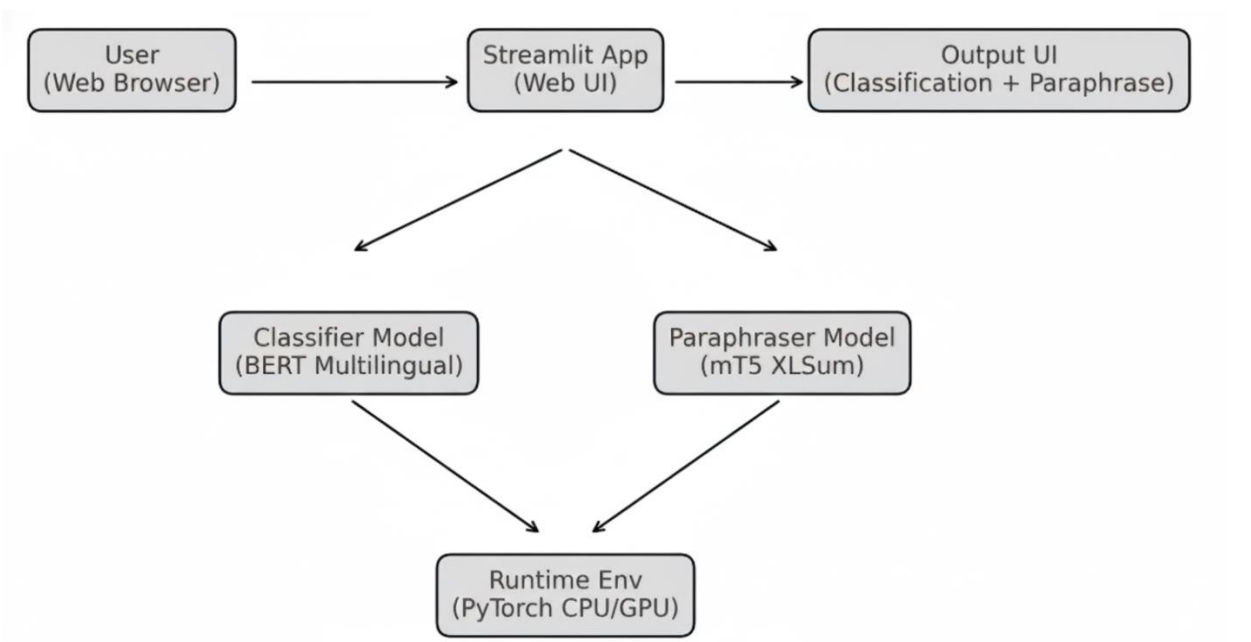 User
(Web Browser)
Streamlit App
(Web UI)
Output UI
(Classification + Paraphrase)
Classifier Model
(BERT Multilingual)
Paraphraser Model
(mT5 XLSum)
Runtime Env
(PyTorch CPU/GPU)